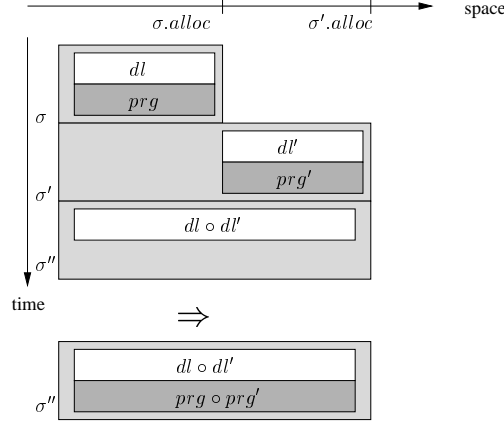 space
σ.alloc σ′.alloc
dl
prg
σ
dl′
prg′
σ′
dl ∘ dl′
σ″
time
⇒
dl ∘ dl′
prg ∘ prg′
σ″